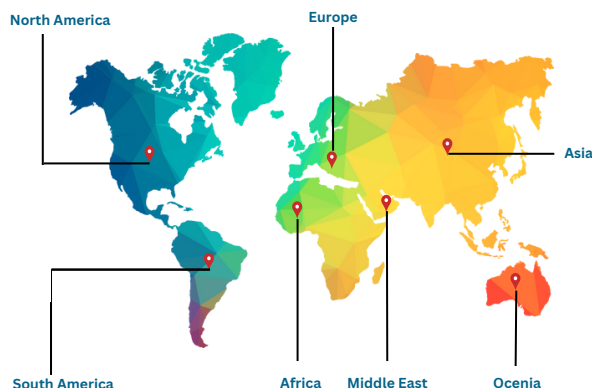 North America
Europe
Asia
South America
Africa
Middle East
Ocenia